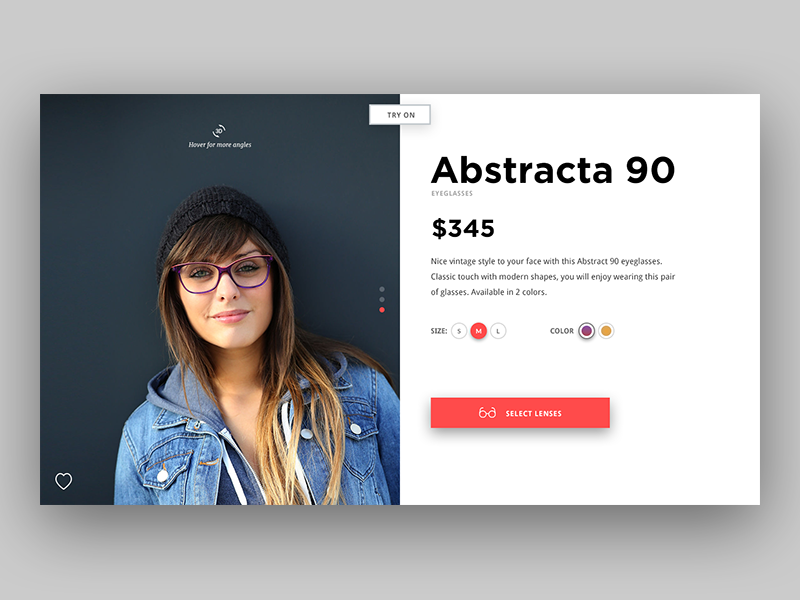 3D
Hover for more angles
TRY ON
Abstracta 90
EYEGLASSES
$345
Nice vintage style to your face with this Abstract 90 eyeglasses.
Classic touch with modern shapes, you will enjoy wearing this pair
of glasses. Available in 2 colors.
SIZE: S M L COLOR
SELECT LENSES